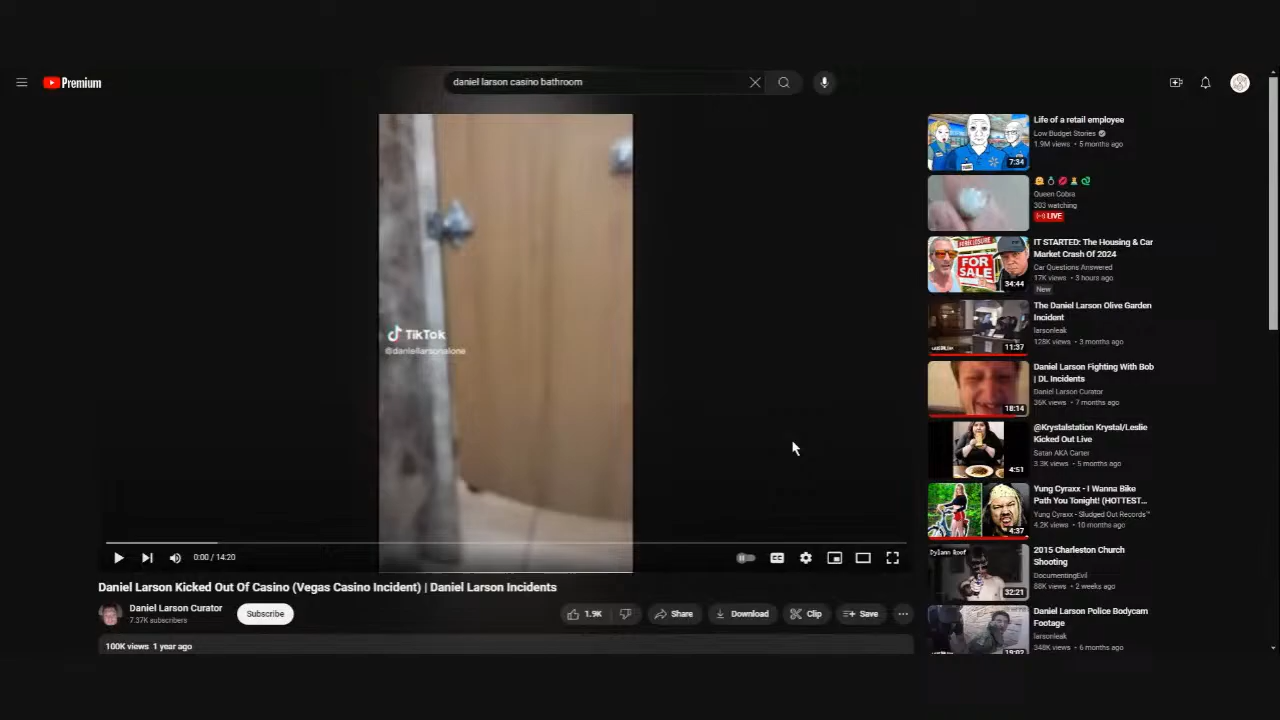 Premium
daniel larson casino bathroom
TikTok
@daniellarsonalone
0:00 / 14:20
CC
Daniel Larson Kicked Out Of Casino (Vegas Casino Incident) | Daniel Larson Incidents
Daniel Larson Curator
7.37K subscribers
Subscribe
1.9K
Share
Download
Clip
Save
100K views 1 year ago
7:34
Life of a retail employee
Low Budget Stories
1.9M views • 5 months ago
Queen Cobra
303 watching
LIVE
FORECLOSURE
FOR
SALE
34:44
IT STARTED: The Housing & Car
Market Crash Of 2024
Car Questions Answered
17K views • 3 hours ago
New
11:37
The Daniel Larson Olive Garden
Incident
larsonleak
128K views • 3 months ago
18:14
Daniel Larson Fighting With Bob
| DL Incidents
Daniel Larson Curator
36K views • 7 months ago
4:51
@Krystalstation Krystal/Leslie
Kicked Out Live
Satan AKA Carter
3.3K views • 5 months ago
4:37
Yung Cyraxx - I Wanna Bike
Path You Tonight! (HOTTEST...
Yung Cyraxx - Sludged Out Records™
4.2K views • 10 months ago
Dylann Roof
32:21
2015 Charleston Church
Shooting
DocumentingEvil
88K views • 2 weeks ago
19:02
Daniel Larson Police Bodycam
Footage
larsonleak
348K views • 6 months ago